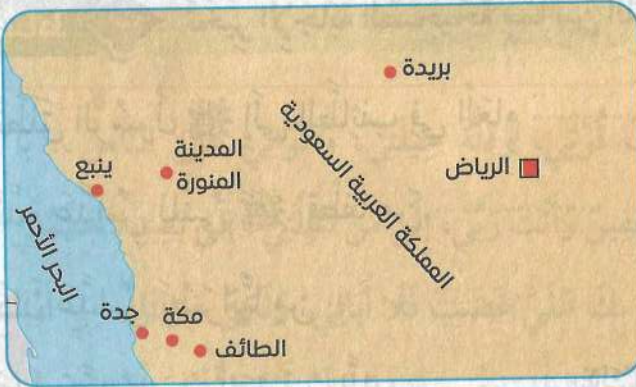 بريدة
الرياض
المملكة العربية السعودية
المدينة
المنورة
ينبع
البحر الأحمر
جدة
مكة
الطائف